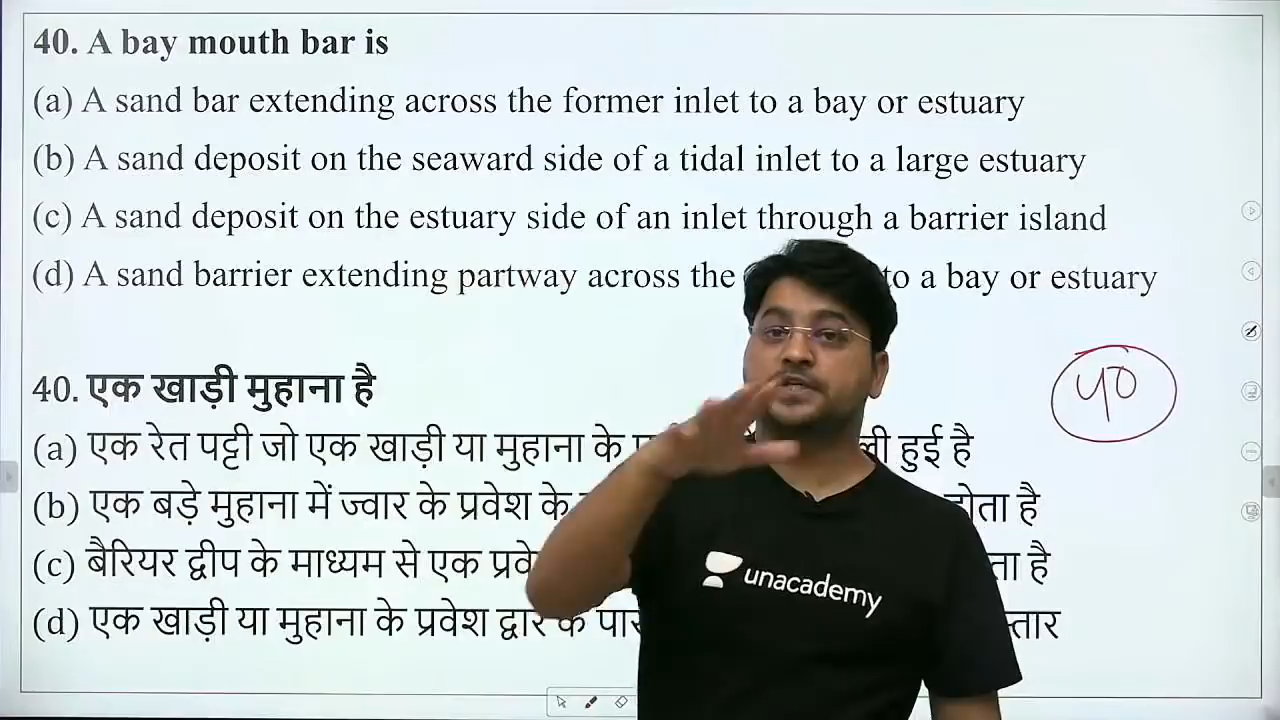 40. A bay mouth bar is
(a) A sand bar extending across the former inlet to a bay or estuary
(b) A sand deposit on the seaward side of a tidal inlet to a large estuary
(c) A sand deposit on the estuary side of an inlet through a barrier island
(d) A sand barrier extending partway across the to a bay or estuary
40. एक खाड़ी मुहाना है
(a) एक रेत पट्टी जो एक खाड़ी या मुहाना के हुई है
(b) एक बड़े मुहाना में ज्वार के प्रवेश के होता है
(c) बैरियर द्वीप के माध्यम से एक है
(d) एक खाड़ी या मुहाना के प्रवेश द्वार के
40
unacademy